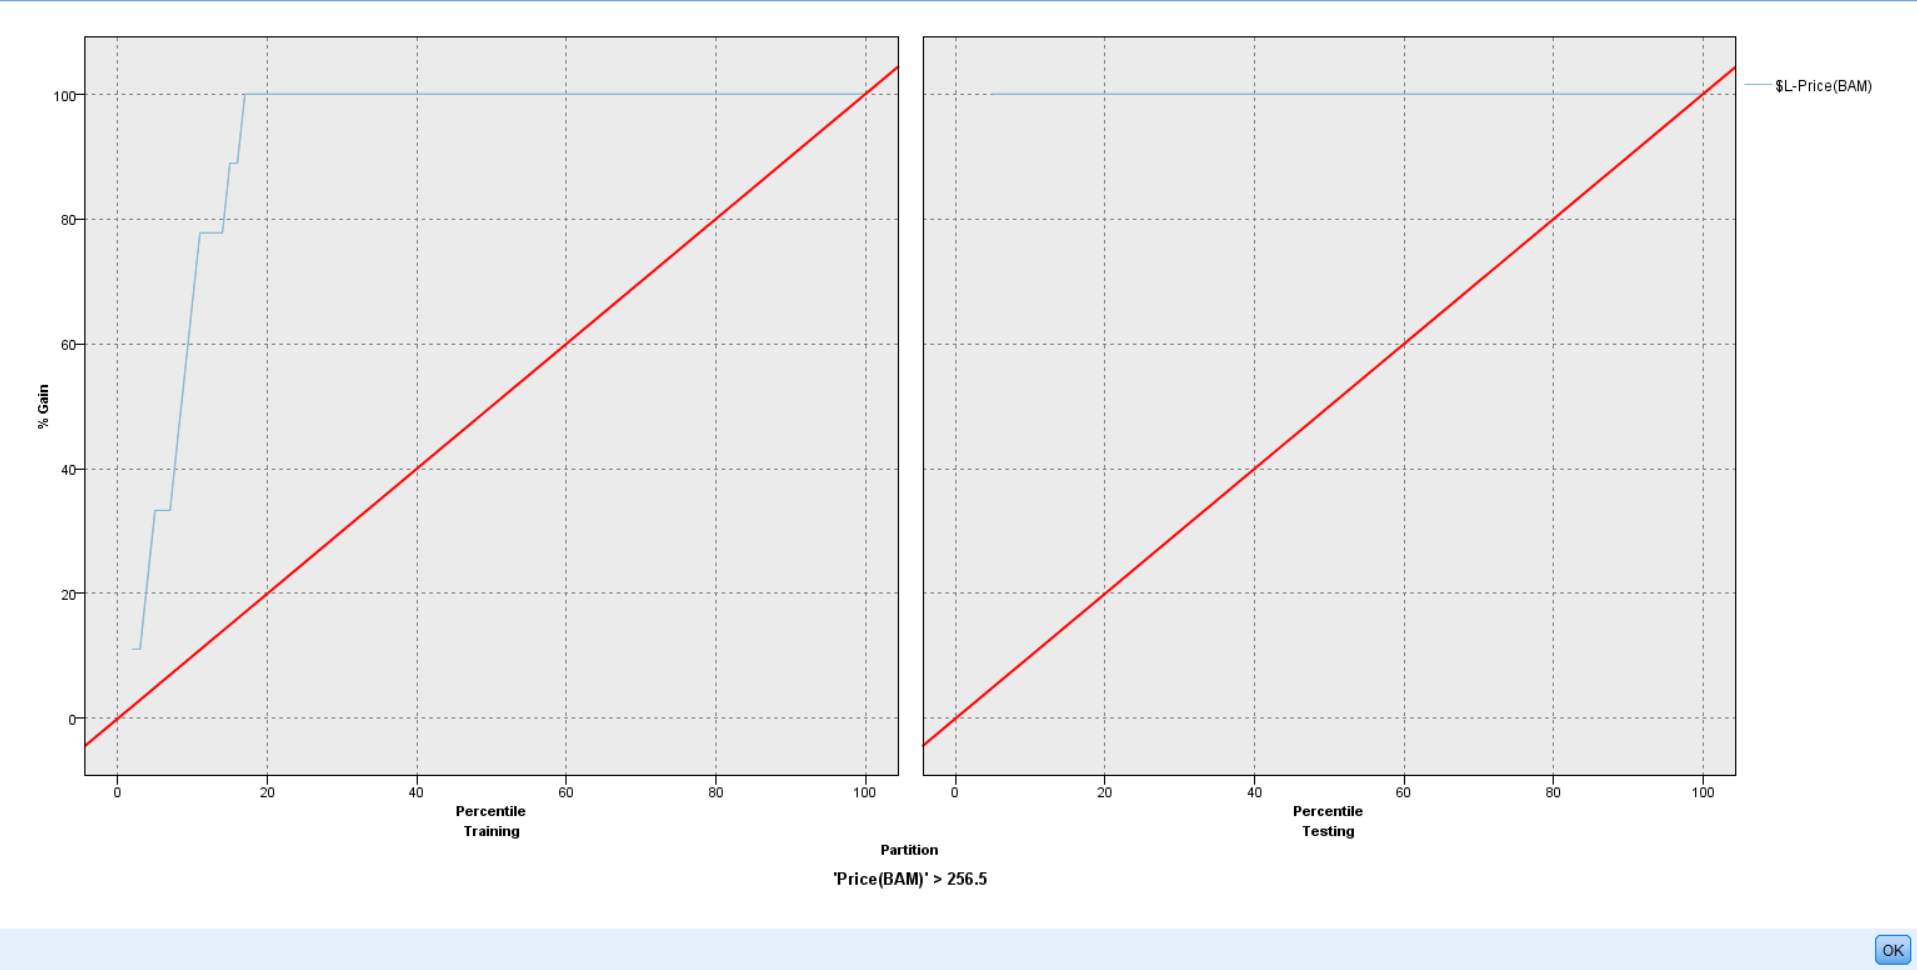 $L-Price(BAM)
100
80
60
40
20
0
% Gain
0 20 40 60 80 100
0 20 40 60 80 100
Percentile
Training
Percentile
Testing
Partition
'Price(BAM)' > 256.5
OK